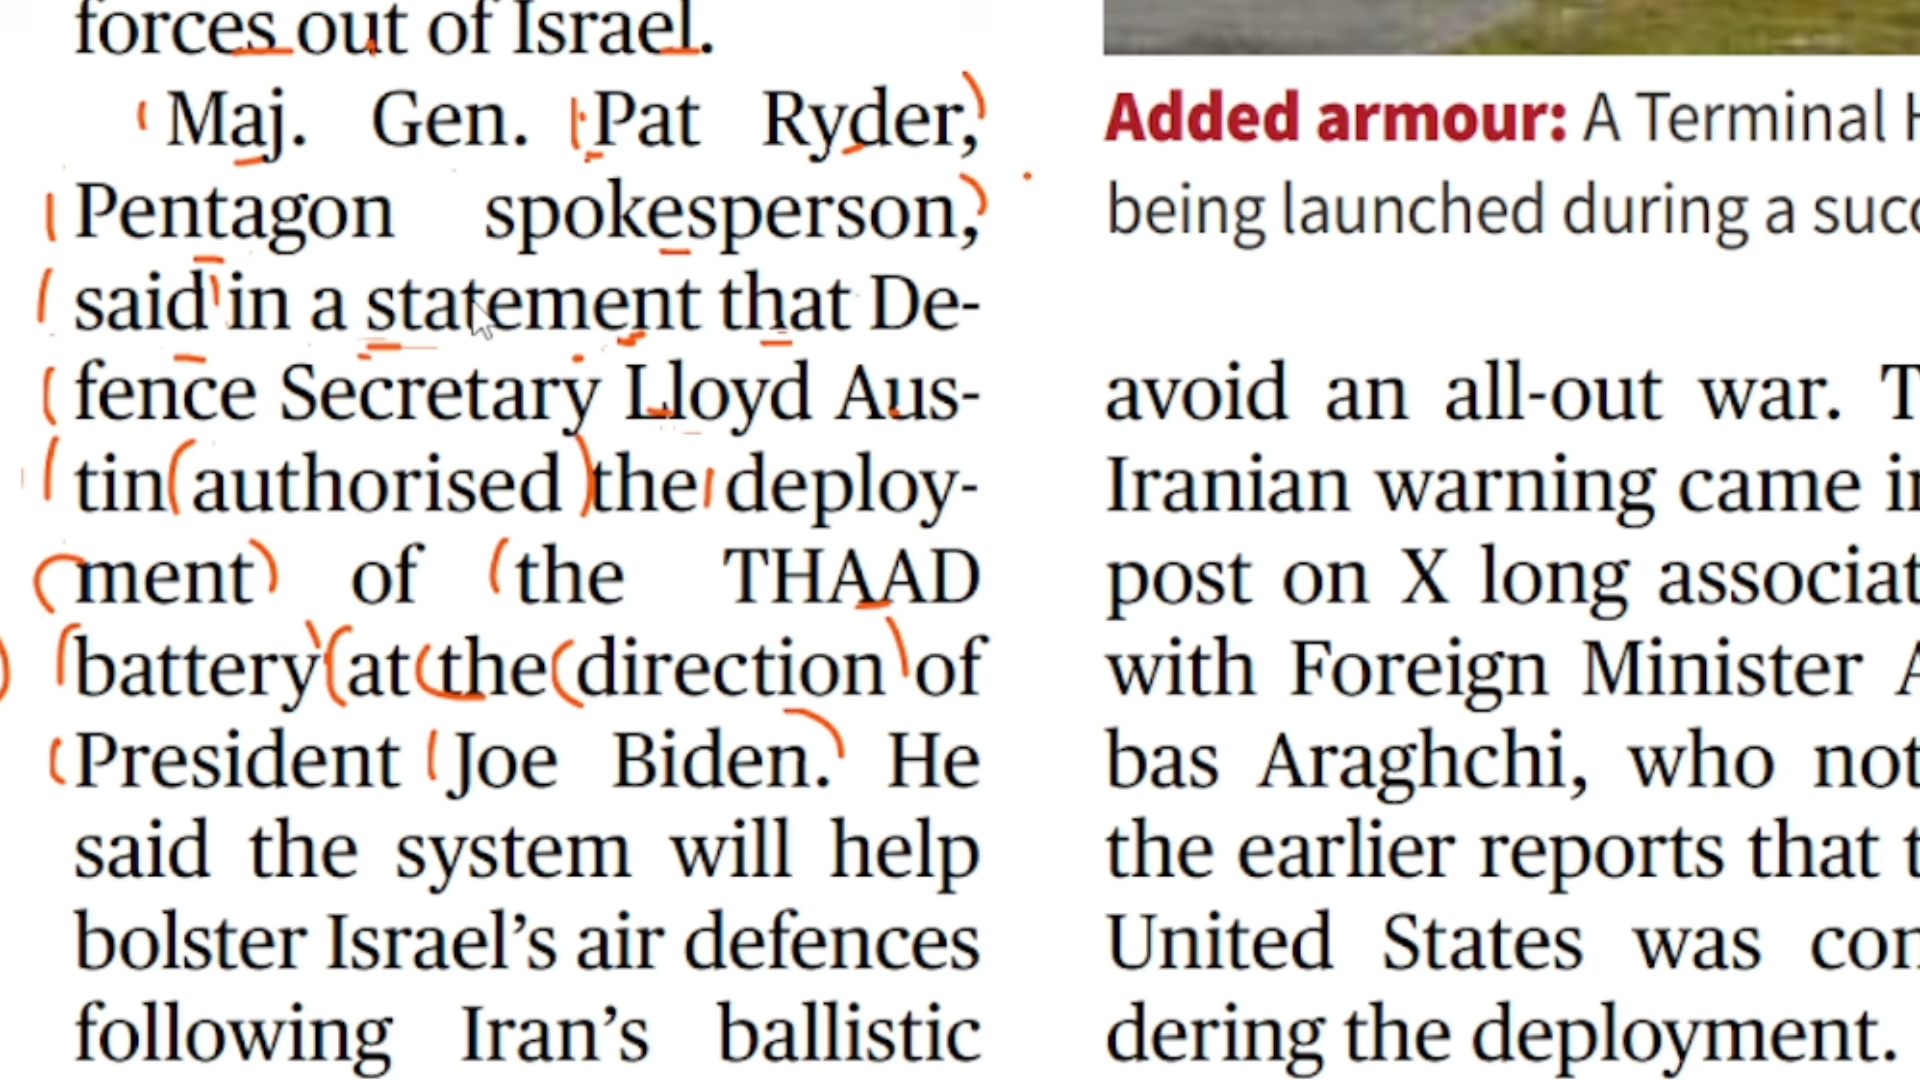 forces out of Israel.
Maj. Gen. Pat Ryder,
Pentagon spokesperson,
said in a statement that De-
fence Secretary Lloyd Aus-
tin authorised the deploy-
ment of the THAAD
battery at the direction of
President Joe Biden. He
said the system will help
bolster Israel’s air defences
following Iran’s ballistic
Added armour: A Terminal
being launched during a
avoid an all-out war.
Iranian warning came
post on X long
with Foreign Minister
bas Araghchi, who
the earlier reports that
United States was
dering the deployment.